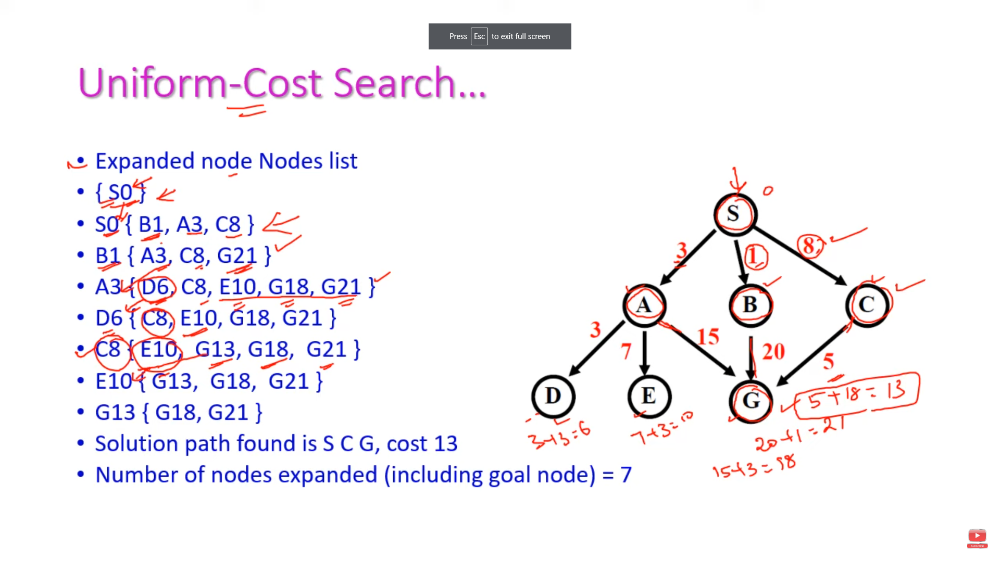 Press Esc to exit full screen
Uniform-Cost Search...
• Expanded node Nodes list
• { S0 }
• S0 { B1, A3, C8 }
• B1 { A3, C8, G21 }
• A3 { D6, C8, E10, G18, G21 }
• D6 { C8, E10, G18, G21 }
• C8 { E10, G13, G18, G21 }
• E10 { G13, G18, G21 }
• G13 { G18, G21 }
• Solution path found is S C G, cost 13
• Number of nodes expanded (including goal node) = 7
0
S
3 1 8
A B C
3 7 15 20 5
D E G
5+18=13
3+3=6
7+3=10
20+1=21
15+3=18
Subscribe